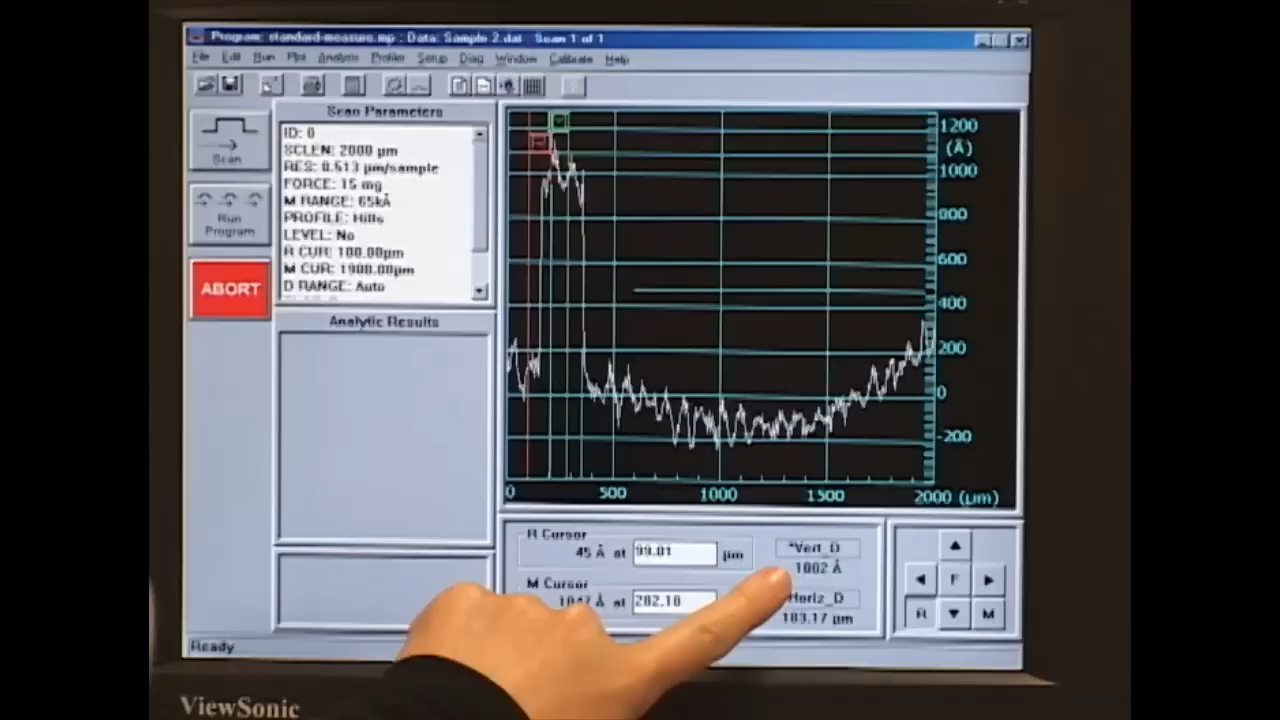 Program: standard-measure.mp : Data: Sample 2.dat Scan 1 of 1
File Edit Run Plot Analysis Profiler Setup Diag Window Calibrate Help
Scan
Run
Program
ABORT
Scan Parameters
ID: 0
SCLEN: 2000 µm
RES: 0.513 µm/sample
FORCE: 15 mg
M RANGE: 65kÅ
PROFILE: Hills
LEVEL: No
R CUR: 100.00µm
M CUR: 1900.00µm
D RANGE: Auto
Analytic Results
1200
(Å)
1000
800
600
400
200
0
-200
0 500 1000 1500 2000 (µm)
R Cursor
45 Å at 99.01 µm
M Cursor
1047 Å at 282.18
*Vert_D
1002 Å
Horiz_D
183.17 µm
F
R M
Ready
ViewSonic